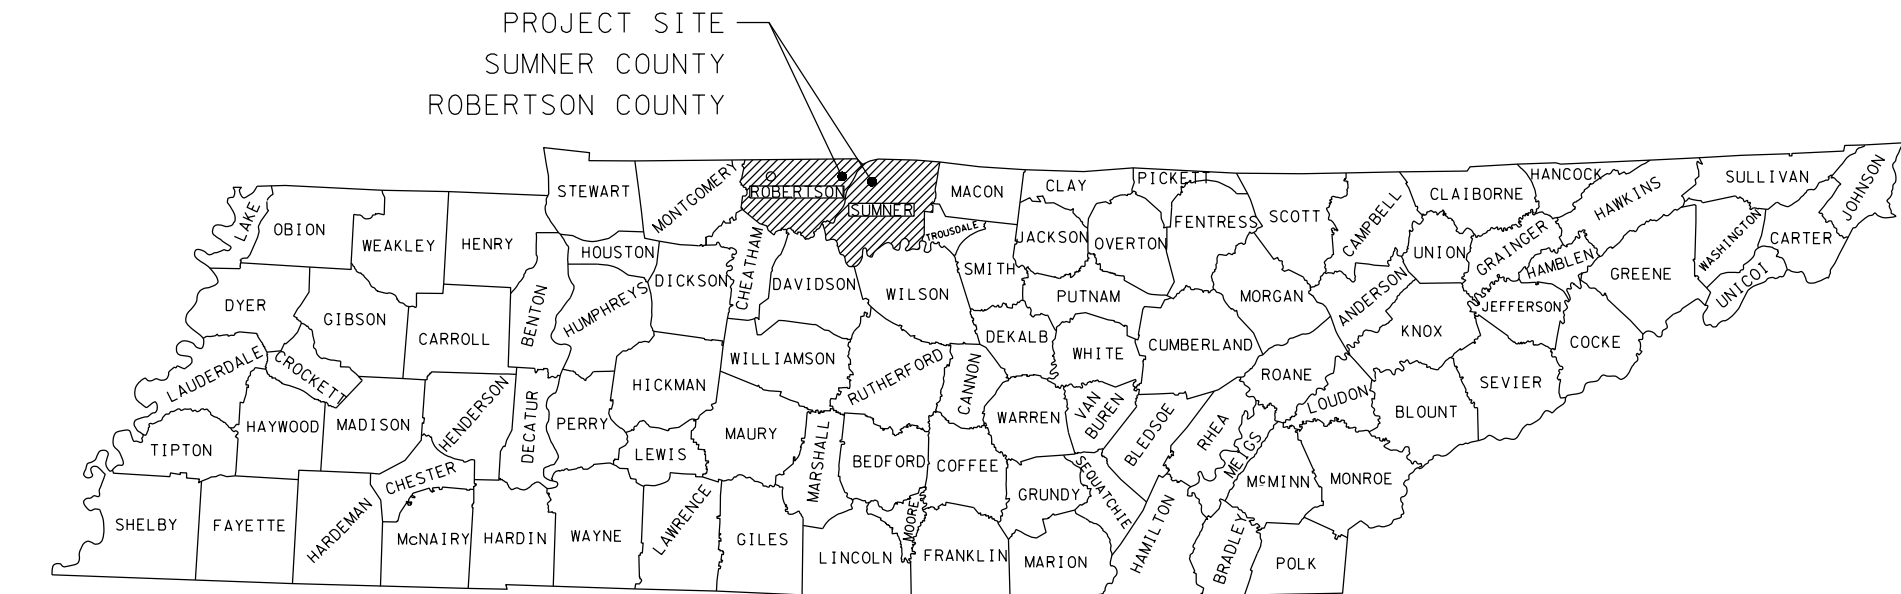 PROJECT SITE
SUMNER COUNTY
ROBERTSON COUNTY
STEWART
MONTGOMERY
ROBERTSON
SUMNER
MACON
CLAY
PICKETT
FENTRESS
SCOTT
CAMPBELL
CLAIBORNE
HANCOCK
HAWKINS
SULLIVAN
JOHNSON
LAKE
OBION
WEAKLEY
HENRY
HOUSTON
DICKSON
CHEATHAM
DAVIDSON
TROUSDALE
WILSON
SMITH
JACKSON
OVERTON
PUTNAM
MORGAN
ANDERSON
UNION
GRAINGER
HAMBLEN
GREENE
WASHINGTON
CARTER
UNICOI
DYER
GIBSON
CARROLL
BENTON
HUMPHREYS
WILLIAMSON
RUTHERFORD
DEKALB
WHITE
CUMBERLAND
KNOX
JEFFERSON
COCKE
LAUDERDALE
CROCKETT
HICKMAN
CANNON
ROANE
LOUDON
BLOUNT
SEVIER
TIPTON
HAYWOOD
MADISON
HENDERSON
DECATUR
PERRY
LEWIS
MAURY
MARSHALL
BEDFORD
COFFEE
WARREN
VAN
BUREN
BLEDSOE
RHEA
MEIGS
McMINN
MONROE
SHELBY
FAYETTE
HARDEMAN
CHESTER
McNAIRY
HARDIN
WAYNE
LAWRENCE
GILES
LINCOLN
MOORE
FRANKLIN
GRUNDY
SEQUATCHIE
MARION
HAMILTON
BRADLEY
POLK